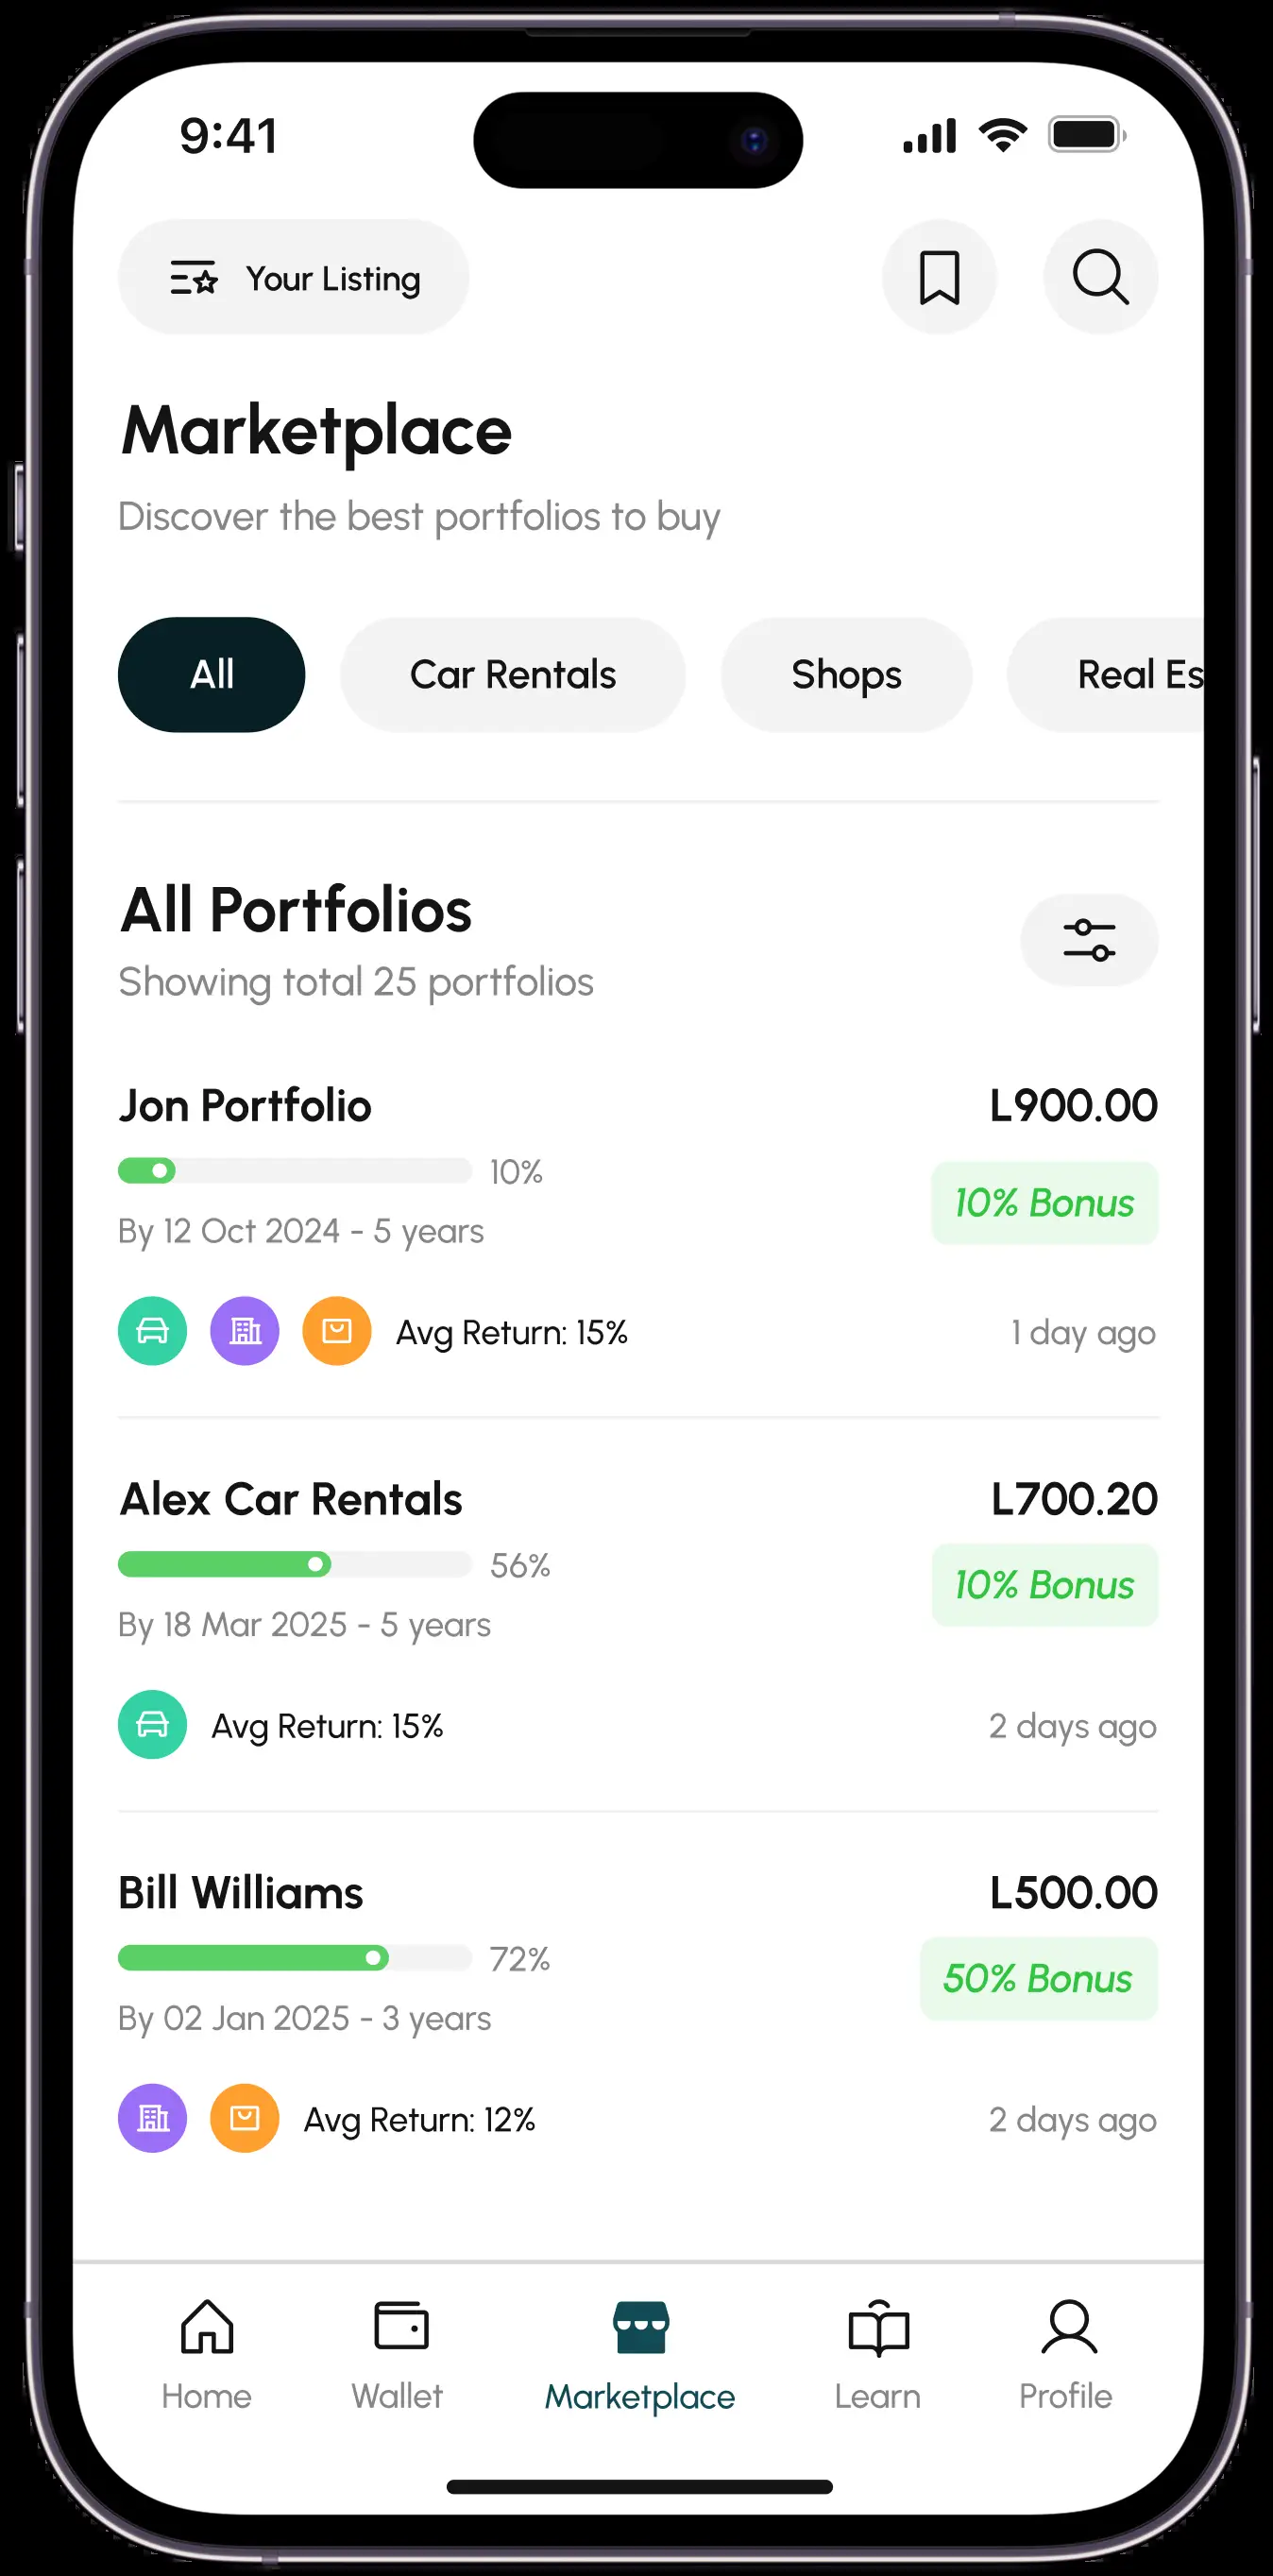 9:41
Your Listing
Marketplace
Discover the best portfolios to buy
All
Car Rentals
Shops
Real Es
All Portfolios
Showing total 25 portfolios
Jon Portfolio
L900.00
10%
10% Bonus
By 12 Oct 2024 - 5 years
Avg Return: 15%
1 day ago
Alex Car Rentals
L700.20
56%
10% Bonus
By 18 Mar 2025 - 5 years
Avg Return: 15%
2 days ago
Bill Williams
L500.00
72%
50% Bonus
By 02 Jan 2025 - 3 years
Avg Return: 12%
2 days ago
Home
Wallet
Marketplace
Learn
Profile